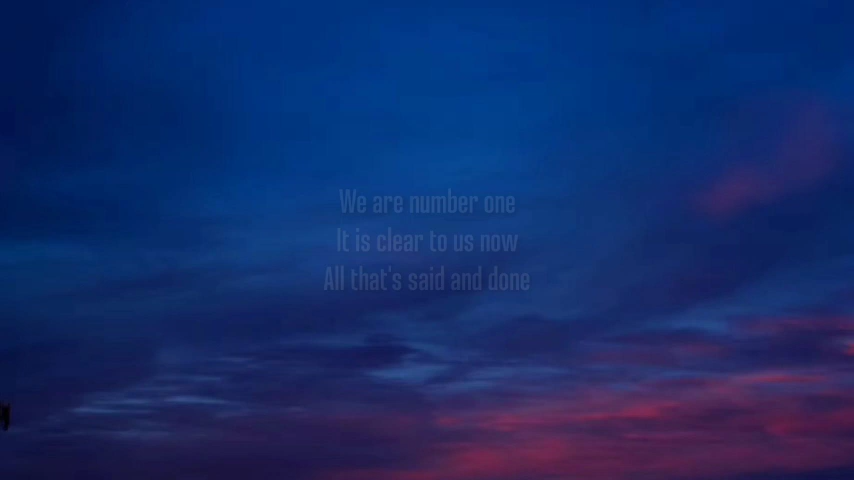 We are number one
It is clear to us now
All that's said and done